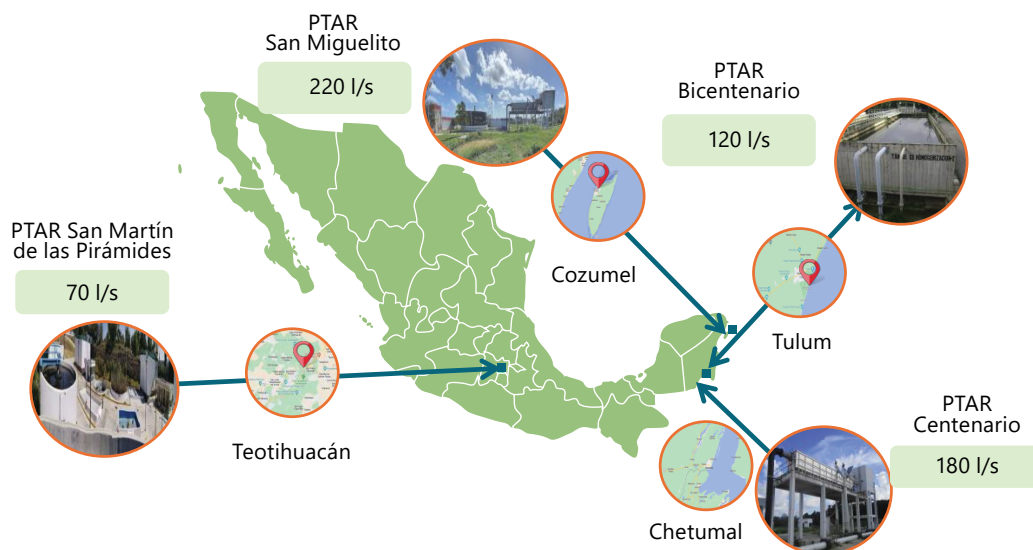 PTAR
San Miguelito
220 l/s
PTAR
Bicentenario
120 l/s
PTAR San Martín
de las Pirámides
70 l/s
Cozumel
Tulum
Teotihuacán
Chetumal
PTAR
Centenario
180 l/s